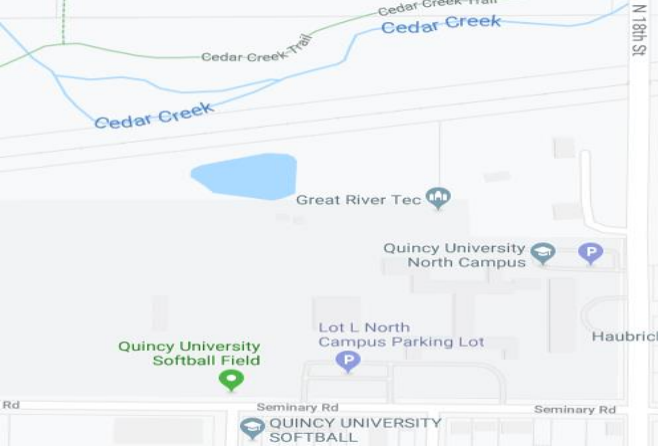 Cedar Creek Trail
Cedar Creek
N 18th St
Cedar Creek Trail
Cedar Creek
Great River Tec
Quincy University
North Campus
P
Lot L North
Campus Parking Lot
P
Haubrich
Quincy University
Softball Field
Rd
Seminary Rd
Seminary Rd
QUINCY UNIVERSITY
SOFTBALL